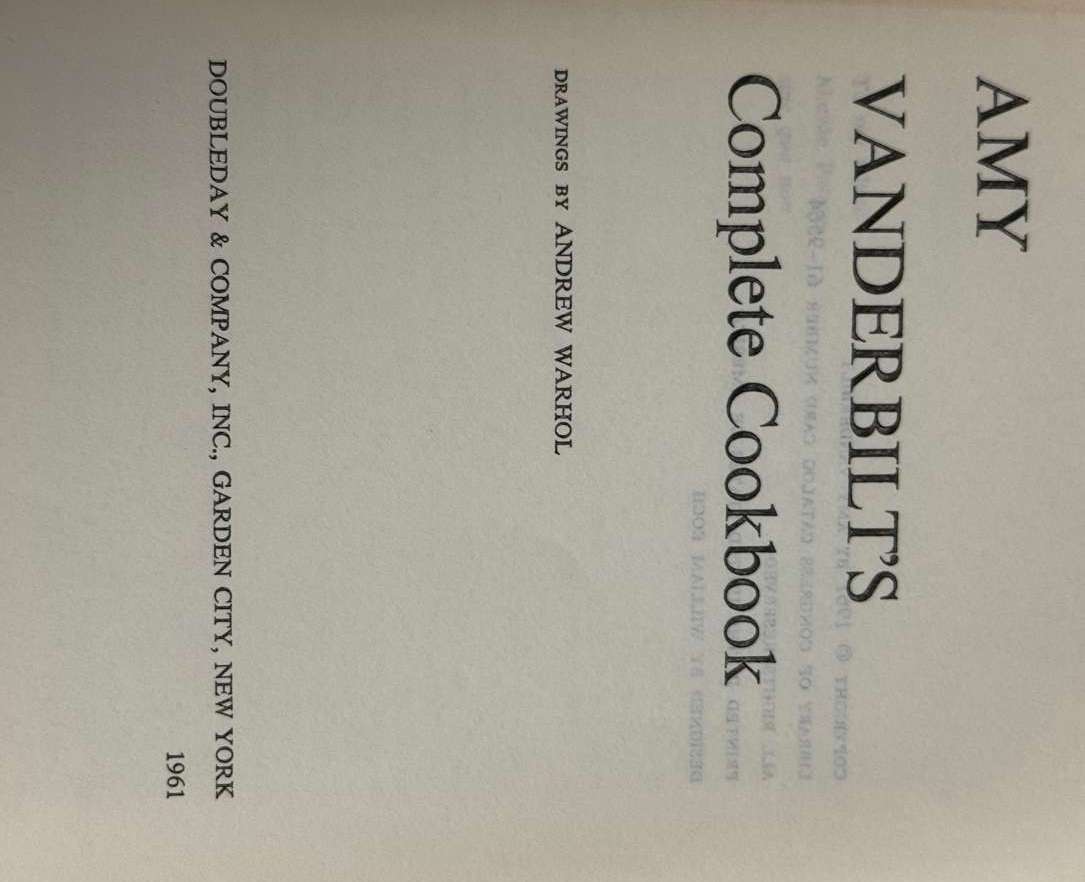 AMY
VANDERBILT'S
Complete Cookbook
DRAWINGS BY ANDREW WARHOL
DOUBLEDAY & COMPANY, INC., GARDEN CITY, NEW YORK
1961